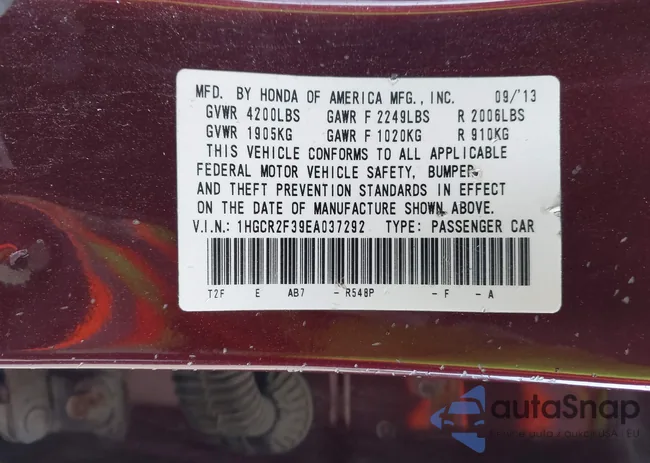 MFD. BY HONDA OF AMERICA MFG., INC. 09/'13
GVWR 4200LBS GAWR F 2249LBS R 2006LBS
GVWR 1905KG GAWR F 1020KG R 910KG
THIS VEHICLE CONFORMS TO ALL APPLICABLE
FEDERAL MOTOR VEHICLE SAFETY, BUMPER,
AND THEFT PREVENTION STANDARDS IN EFFECT
ON THE DATE OF MANUFACTURE SHOWN ABOVE.
V.I.N.: 1HGCR2F39EA037292 TYPE: PASSENGER CAR
T2F E AB7 - R548P - F - A
autaSnap